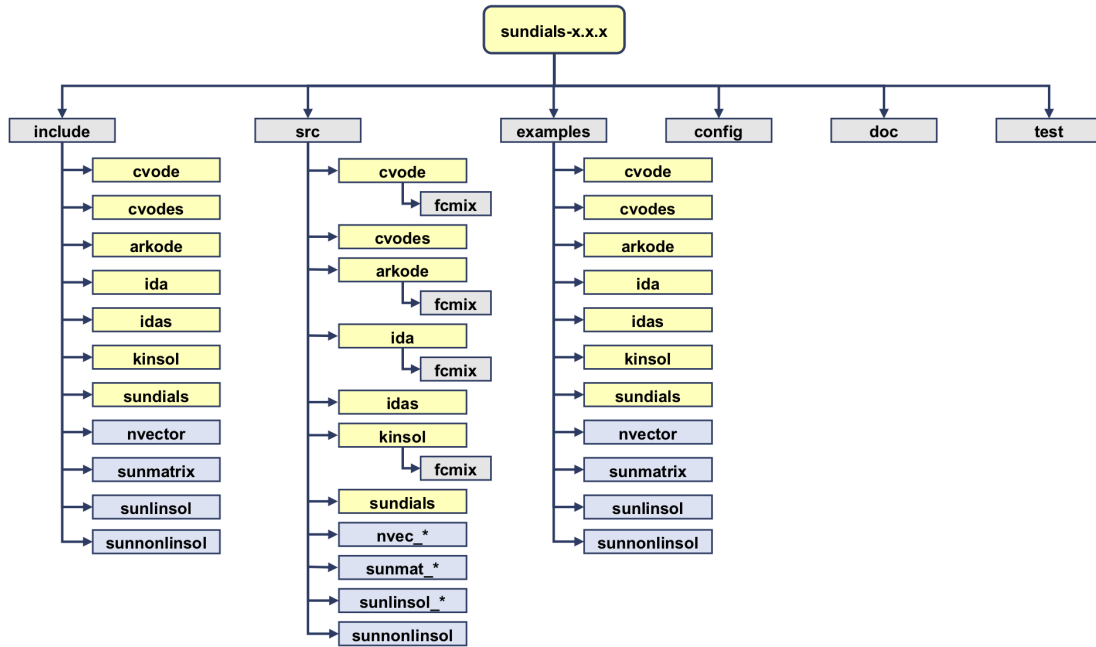 sundials-x.x.x
include
src
examples
config
doc
test
cvode
cvodes
arkode
ida
idas
kinsol
sundials
nvector
sunmatrix
sunlinsol
sunnonlinsol
cvode
fcmix
cvodes
arkode
fcmix
ida
fcmix
idas
kinsol
fcmix
sundials
nvec_*
sunmat_*
sunlinsol_*
sunnonlinsol
cvode
cvodes
arkode
ida
idas
kinsol
sundials
nvector
sunmatrix
sunlinsol
sunnonlinsol